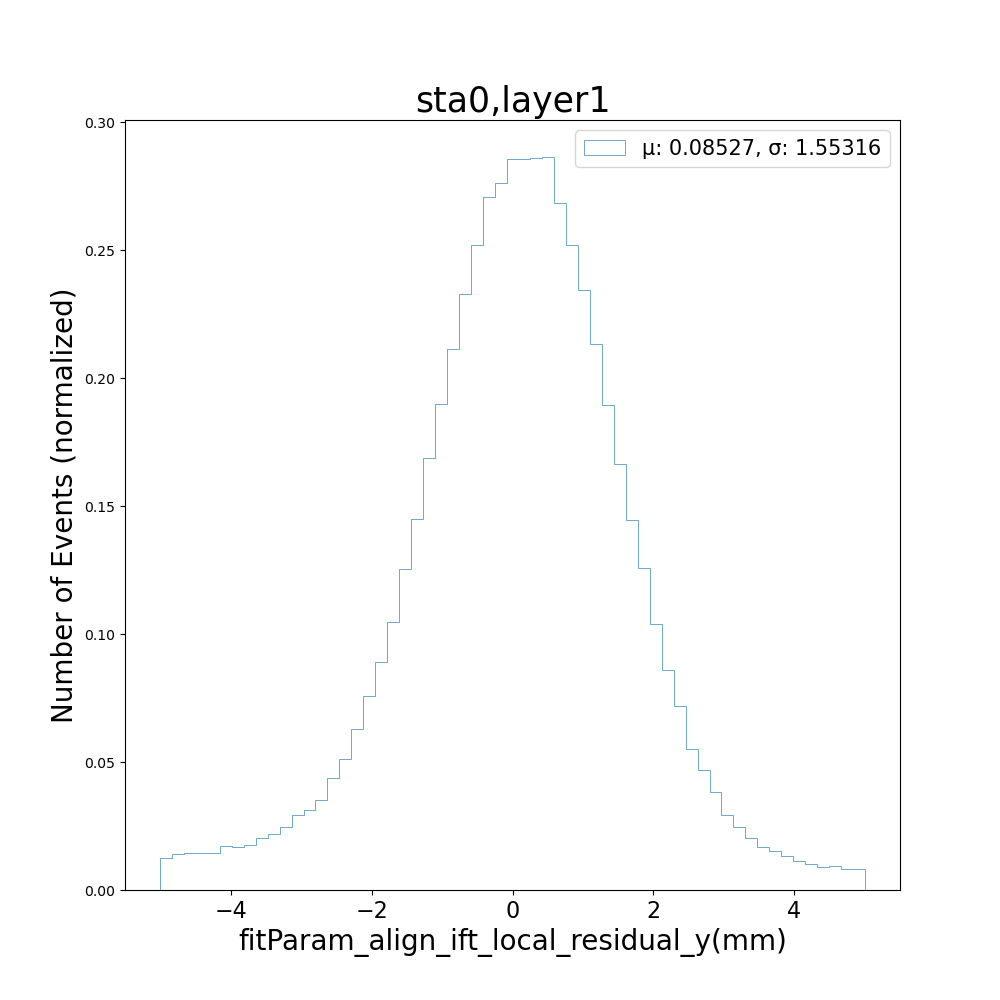 sta0,layer1
μ: 0.08527, σ: 1.55316
Number of Events (normalized)
0.30
0.25
0.20
0.15
0.10
0.05
0.00
−4 −2 0 2 4
fitParam_align_ift_local_residual_y(mm)